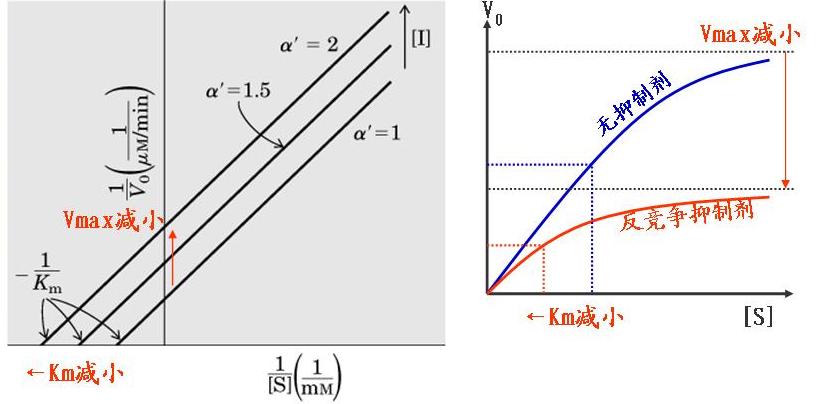 α′ = 2
[I]
α′=1.5
α′=1
1/V₀ (1/μM/min)
Vmax减小
−1/Kₘ
←Km减小
1/[S] (1/mM)
V₀
Vmax减小
无抑制剂
反竞争抑制剂
←Km减小
[S]